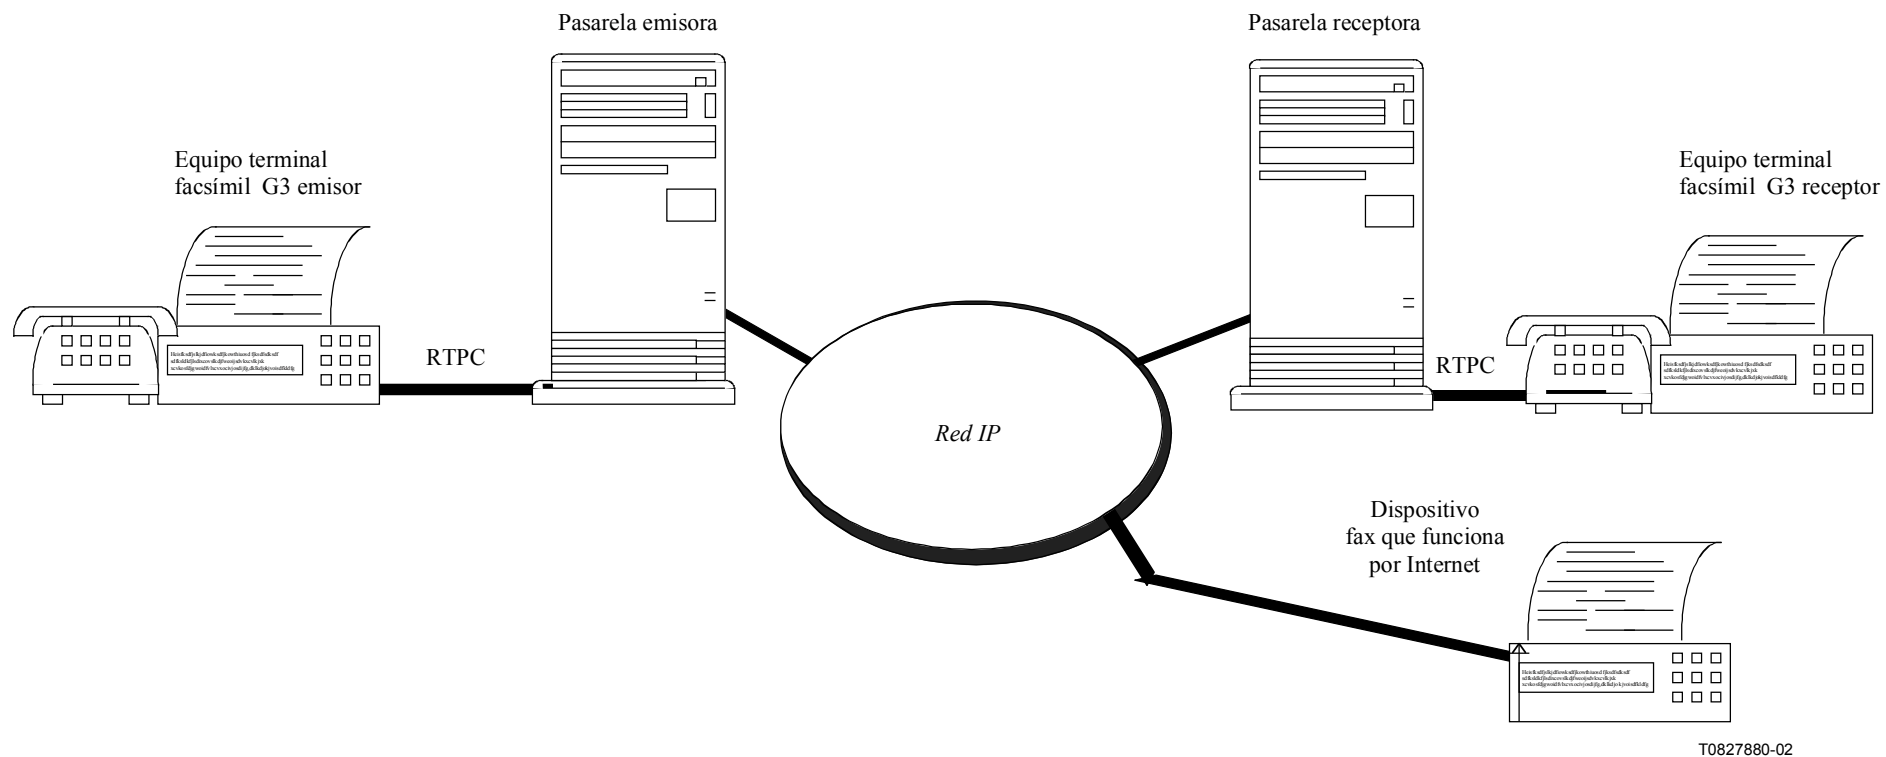 Pasarela emisora
Pasarela receptora
Equipo terminal
facsímil G3 emisor
Equipo terminal
facsímil G3 receptor
RTPC
RTPC
Red IP
Dispositivo
fax que funciona
por Internet
T0827880-02